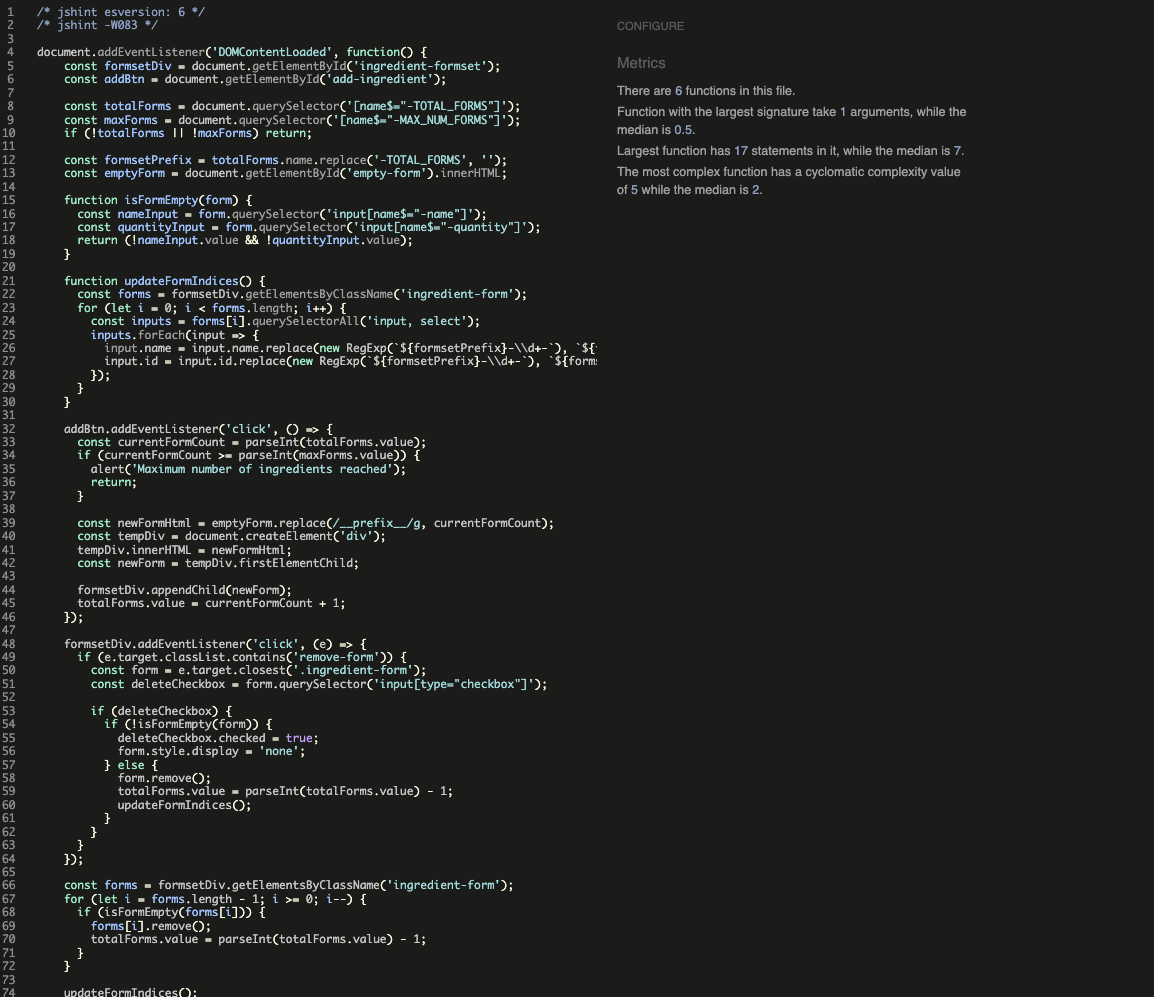 1 /* jshint esversion: 6 */
2 /* jshint -W083 */
3
4 document.addEventListener('DOMContentLoaded', function() {
5     const formsetDiv = document.getElementById('ingredient-formset');
6     const addBtn = document.getElementById('add-ingredient');
7
8     const totalForms = document.querySelector('[name$="-TOTAL_FORMS"]');
9     const maxForms = document.querySelector('[name$="-MAX_NUM_FORMS"]');
10     if (!totalForms || !maxForms) return;
11
12     const formsetPrefix = totalForms.name.replace('-TOTAL_FORMS', '');
13     const emptyForm = document.getElementById('empty-form').innerHTML;
14
15     function isFormEmpty(form) {
16       const nameInput = form.querySelector('input[name$="-name"]');
17       const quantityInput = form.querySelector('input[name$="-quantity"]');
18       return (!nameInput.value && !quantityInput.value);
19     }
20
21     function updateFormIndices() {
22       const forms = formsetDiv.getElementsByClassName('ingredient-form');
23       for (let i = 0; i < forms.length; i++) {
24         const inputs = forms[i].querySelectorAll('input, select');
25         inputs.forEach(input => {
26           input.name = input.name.replace(new RegExp(`${formsetPrefix}-\\d+-`), `${
27           input.id = input.id.replace(new RegExp(`${formsetPrefix}-\\d+-`), `${form
28         });
29       }
30     }
31
32     addBtn.addEventListener('click', () => {
33       const currentFormCount = parseInt(totalForms.value);
34       if (currentFormCount >= parseInt(maxForms.value)) {
35         alert('Maximum number of ingredients reached');
36         return;
37       }
38
39       const newFormHtml = emptyForm.replace(/__prefix__/g, currentFormCount);
40       const tempDiv = document.createElement('div');
41       tempDiv.innerHTML = newFormHtml;
42       const newForm = tempDiv.firstElementChild;
43
44       formsetDiv.appendChild(newForm);
45       totalForms.value = currentFormCount + 1;
46     });
47
48     formsetDiv.addEventListener('click', (e) => {
49       if (e.target.classList.contains('remove-form')) {
50         const form = e.target.closest('.ingredient-form');
51         const deleteCheckbox = form.querySelector('input[type="checkbox"]');
52
53         if (deleteCheckbox) {
54           if (!isFormEmpty(form)) {
55             deleteCheckbox.checked = true;
56             form.style.display = 'none';
57           } else {
58             form.remove();
59             totalForms.value = parseInt(totalForms.value) - 1;
60             updateFormIndices();
61           }
62         }
63       }
64     });
65
66     const forms = formsetDiv.getElementsByClassName('ingredient-form');
67     for (let i = forms.length - 1; i >= 0; i--) {
68       if (isFormEmpty(forms[i])) {
69         forms[i].remove();
70         totalForms.value = parseInt(totalForms.value) - 1;
71       }
72     }
73
74     updateFormIndices();
CONFIGURE
Metrics
There are 6 functions in this file.
Function with the largest signature take 1 arguments, while the
median is 0.5.
Largest function has 17 statements in it, while the median is 7.
The most complex function has a cyclomatic complexity value
of 5 while the median is 2.